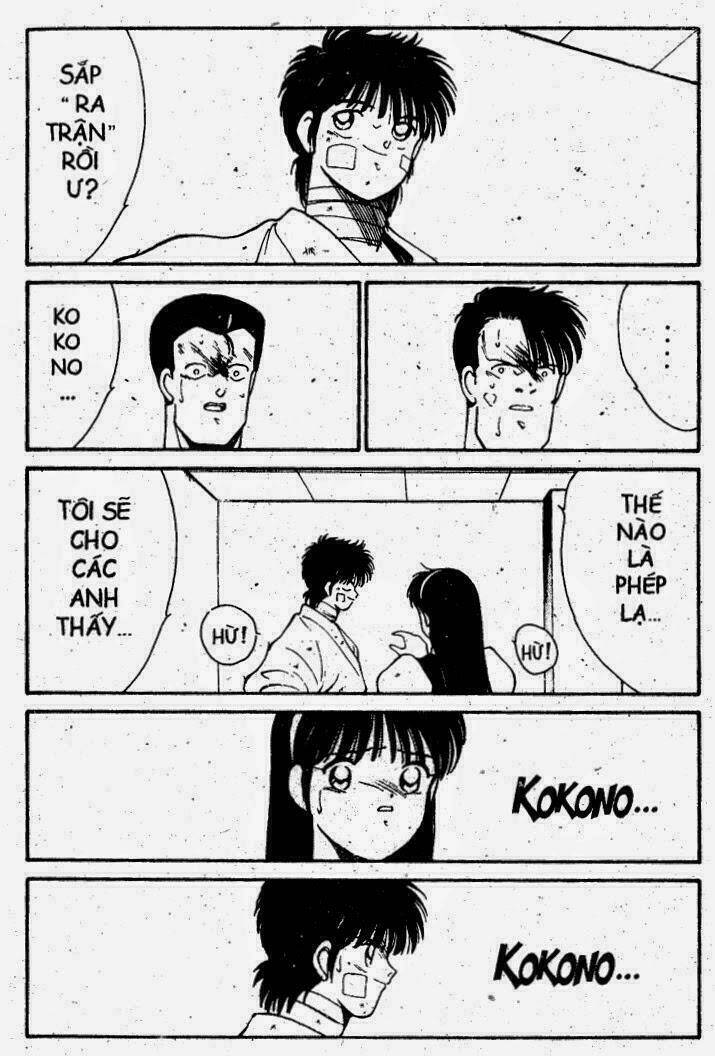 SẮP
“RA
TRẬN”
RỒI
Ư?
KO
KO
NO
...
....
TÔI SẼ
CHO
CÁC
ANH
THẤY...
HỪ!
HỪ!
THẾ
NÀO
LÀ
PHÉP
LẠ...
KOKONO...
KOKONO...